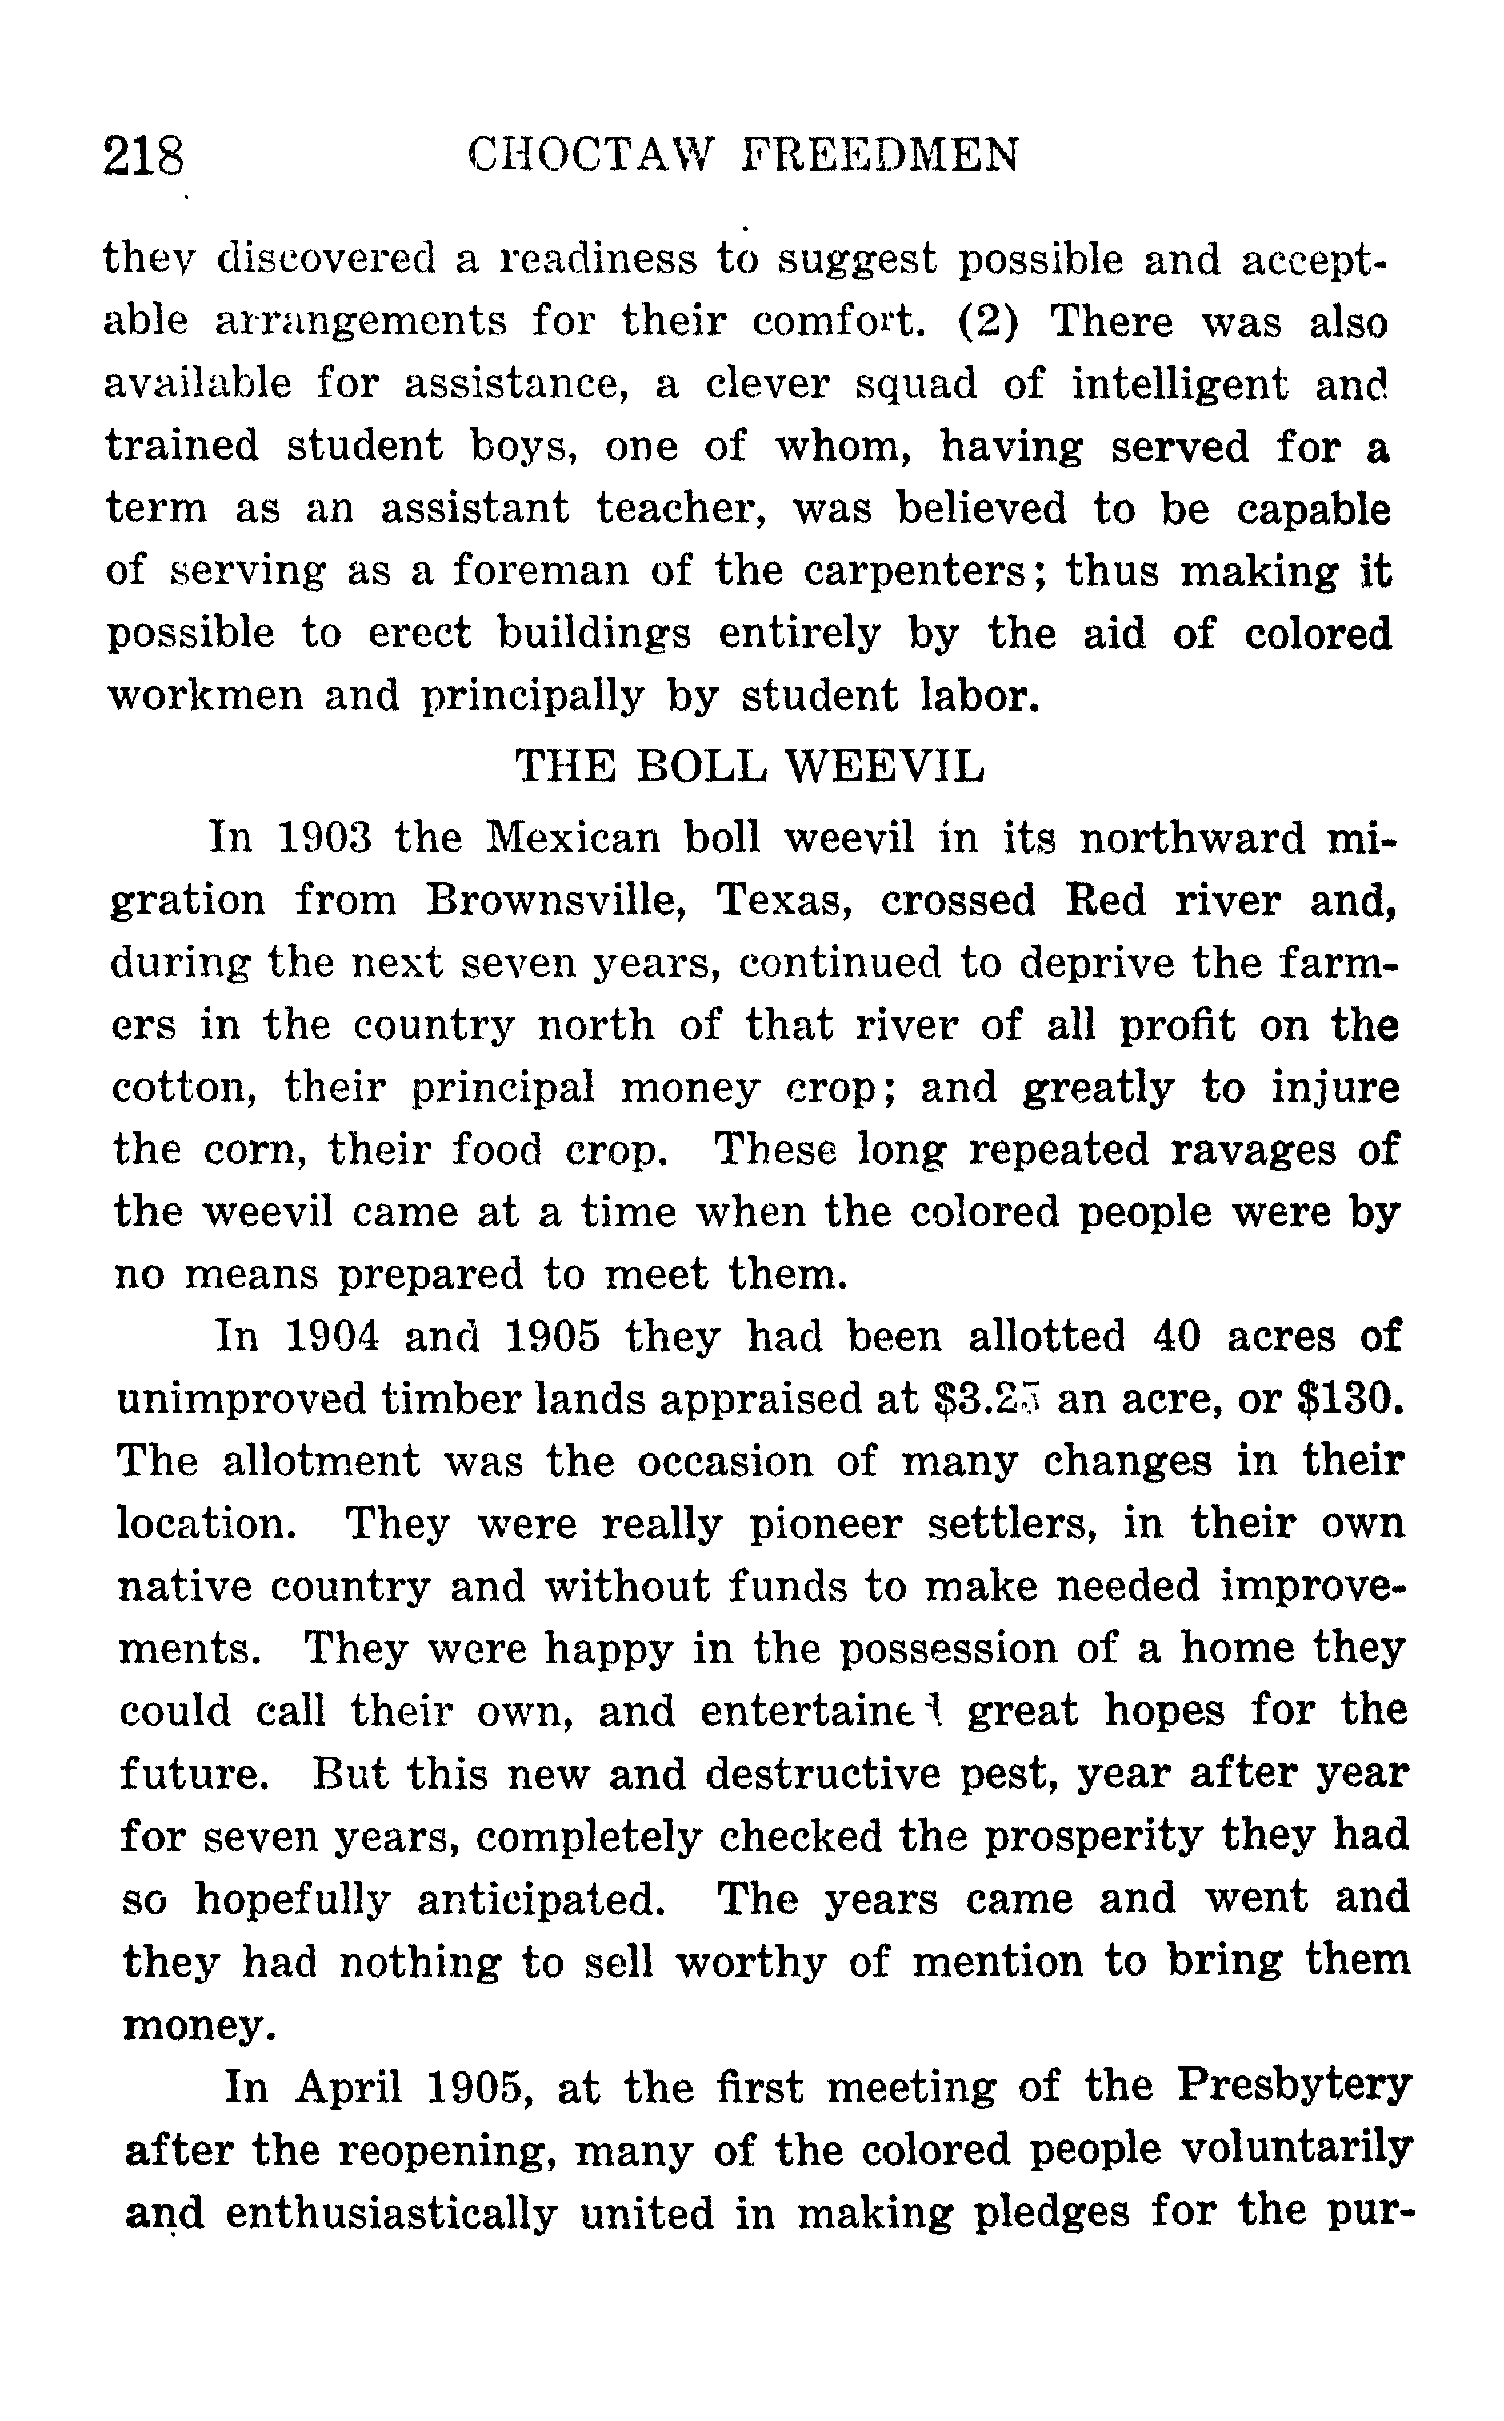 218 CHOCTAW FREEDMEN
they discovered a readiness to suggest possible and accept-
able arrangements for their comfort. (2) There was also
available for assistance, a clever squad of intelligent and
trained student boys, one of whom, having served for a
term as an assistant teacher, was believed to be capable
of serving as a foreman of the carpenters; thus making it
possible to erect buildings entirely by the aid of colored
workmen and principally by student labor.
THE BOLL WEEVIL
In 1903 the Mexican boll weevil in its northward mi-
gration from Brownsville, Texas, crossed Red river and,
during the next seven years, continued to deprive the farm-
ers in the country north of that river of all profit on the
cotton, their principal money crop; and greatly to injure
the corn, their food crop. These long repeated ravages of
the weevil came at a time when the colored people were by
no means prepared to meet them.
In 1904 and 1905 they had been allotted 40 acres of
unimproved timber lands appraised at $3.25 an acre, or $130.
The allotment was the occasion of many changes in their
location. They were really pioneer settlers, in their own
native country and without funds to make needed improve-
ments. They were happy in the possession of a home they
could call their own, and entertained great hopes for the
future. But this new and destructive pest, year after year
for seven years, completely checked the prosperity they had
so hopefully anticipated. The years came and went and
they had nothing to sell worthy of mention to bring them
money.
In April 1905, at the first meeting of the Presbytery
after the reopening, many of the colored people voluntarily
and enthusiastically united in making pledges for the pur-